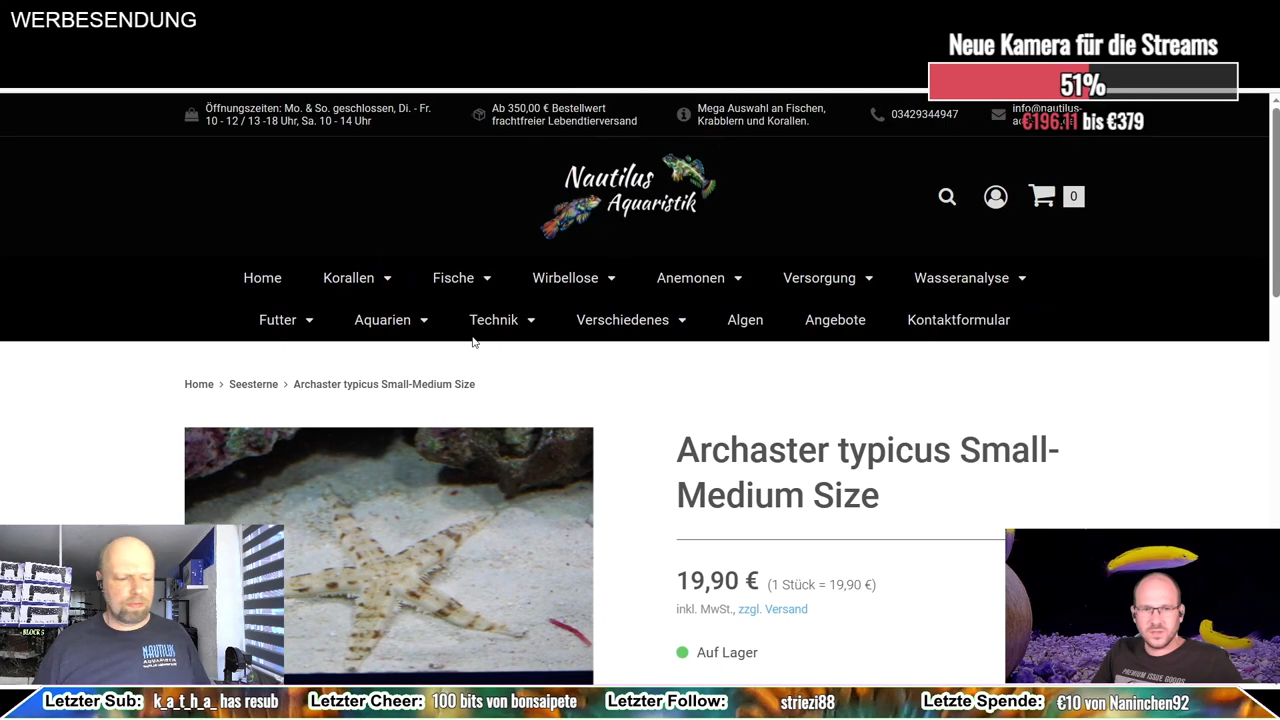 WERBESENDUNG
Neue Kamera für die Streams
51%
€196.11 bis €379
Öffnungszeiten: Mo. & So. geschlossen, Di. - Fr.
10 - 12 / 13 -18 Uhr, Sa. 10 - 14 Uhr
Ab 350,00 € Bestellwert
frachtfreier Lebendtierversand
Mega Auswahl an Fischen,
Krabblern und Korallen.
03429344947
info@nautilus-
Nautilus
Aquaristik
0
Home
Korallen
Fische
Wirbellose
Anemonen
Versorgung
Wasseranalyse
Futter
Aquarien
Technik
Verschiedenes
Algen
Angebote
Kontaktformular
Home > Seesterne > Archaster typicus Small-Medium Size
Archaster typicus Small-
Medium Size
19,90 € (1 Stück = 19,90 €)
inkl. MwSt., zzgl. Versand
Auf Lager
NAUTILUS
AQUARISTIK
Letzter Sub: k_a_t_h_a_ has resub
Letzter Cheer: 100 bits von bonsaipete
Letzter Follow: striezi88
Letzte Spende: €10 von Naninchen92